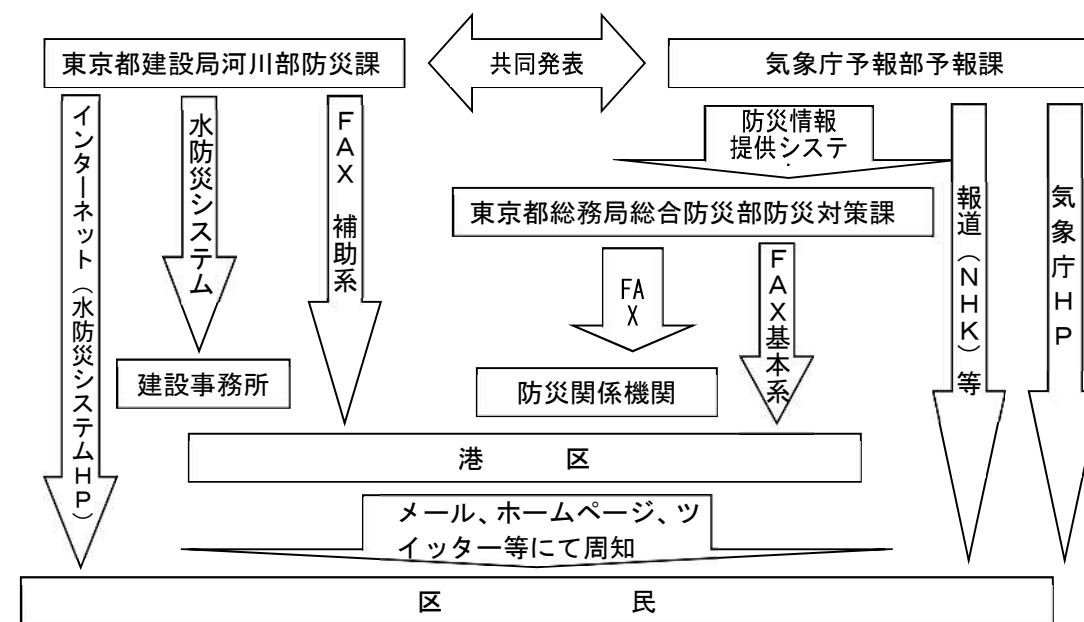 東京都建設局河川部防災課
共同発表
気象庁予報部予報課
インターネット（水防災システムHP）
水防災システム
FAX 補助系
防災情報
提供システ
報道（NHK）等
気象庁HP
東京都総務局総合防災部防災対策課
FA
X
FAX基本系
建設事務所
防災関係機関
港 区
メール、ホームページ、ツ
イッター等にて周知
区 民